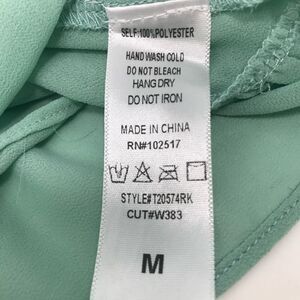 SELF:100%POLYESTER
HAND WASH COLD
DO NOT BLEACH
HANG DRY
DO NOT IRON
MADE IN CHINA
RN#102517
STYLE#T20574RK
CUT#W383
M